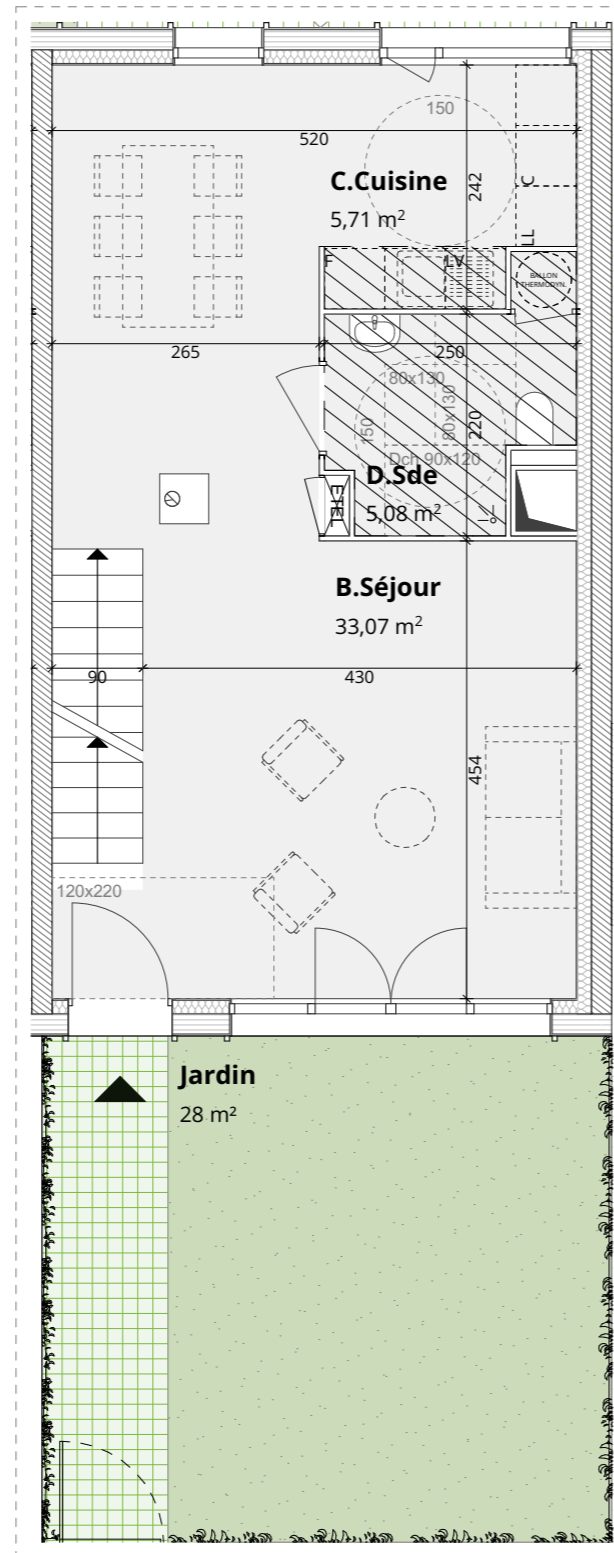 150
520
C.Cuisine
5,71 m²
242
C
LL
F
LV
BALLON
THERMODYN.
265
250
80x130
80x130
150
220
Dch 90x120
D.Sde
5,08 m²
ETEL
B.Séjour
33,07 m²
90
430
454
120x220
Jardin
28 m²